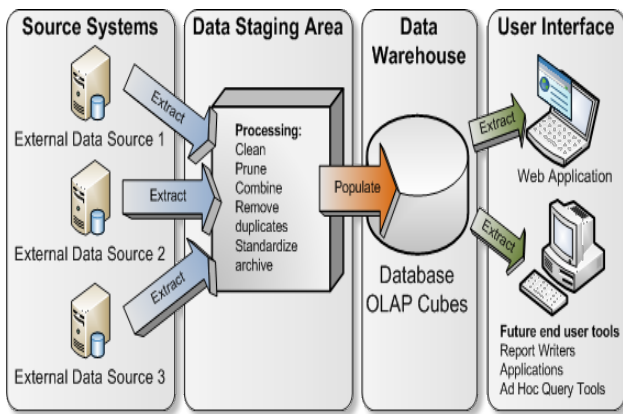 Source Systems
Data Staging Area
Data
Warehouse
User Interface
Extract
External Data Source 1
Extract
External Data Source 2
Extract
External Data Source 3
Processing:
Clean
Prune
Combine
Remove
duplicates
Standardize
archive
Populate
Database
OLAP Cubes
Extract
Web Application
Extract
Future end user tools
Report Writers
Applications
Ad Hoc Query Tools